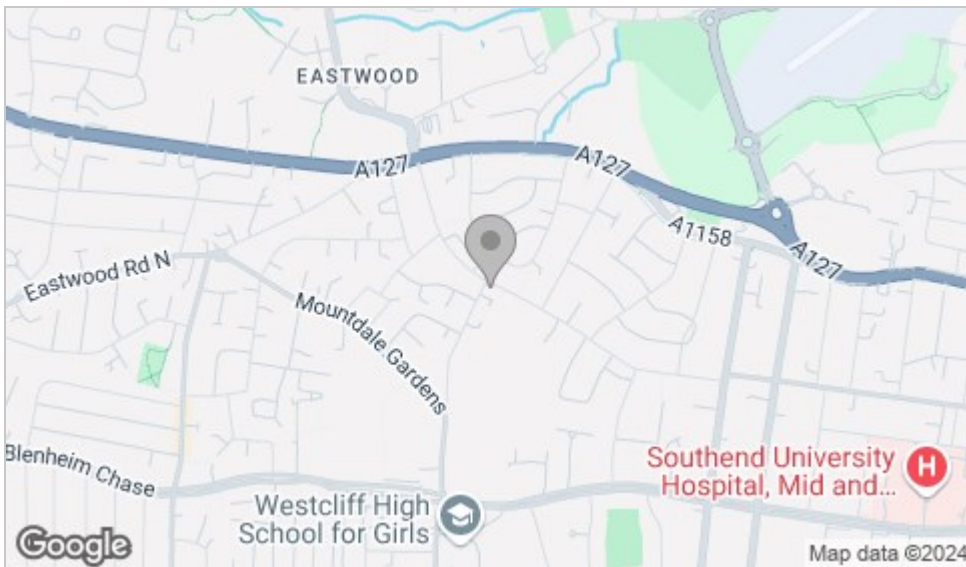 EASTWOOD
A127
A127
A1158
A127
Eastwood Rd N
Mountdale Gardens
Blenheim Chase
Southend University
Hospital, Mid and...
H
Westcliff High
School for Girls
Google
Map data ©2024